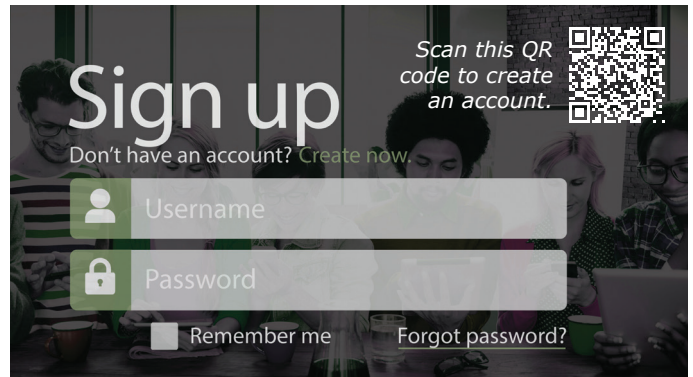 Scan this QR
code to create
an account.
Sign up
Don't have an account? Create now.
Username
Password
Remember me
Forgot password?